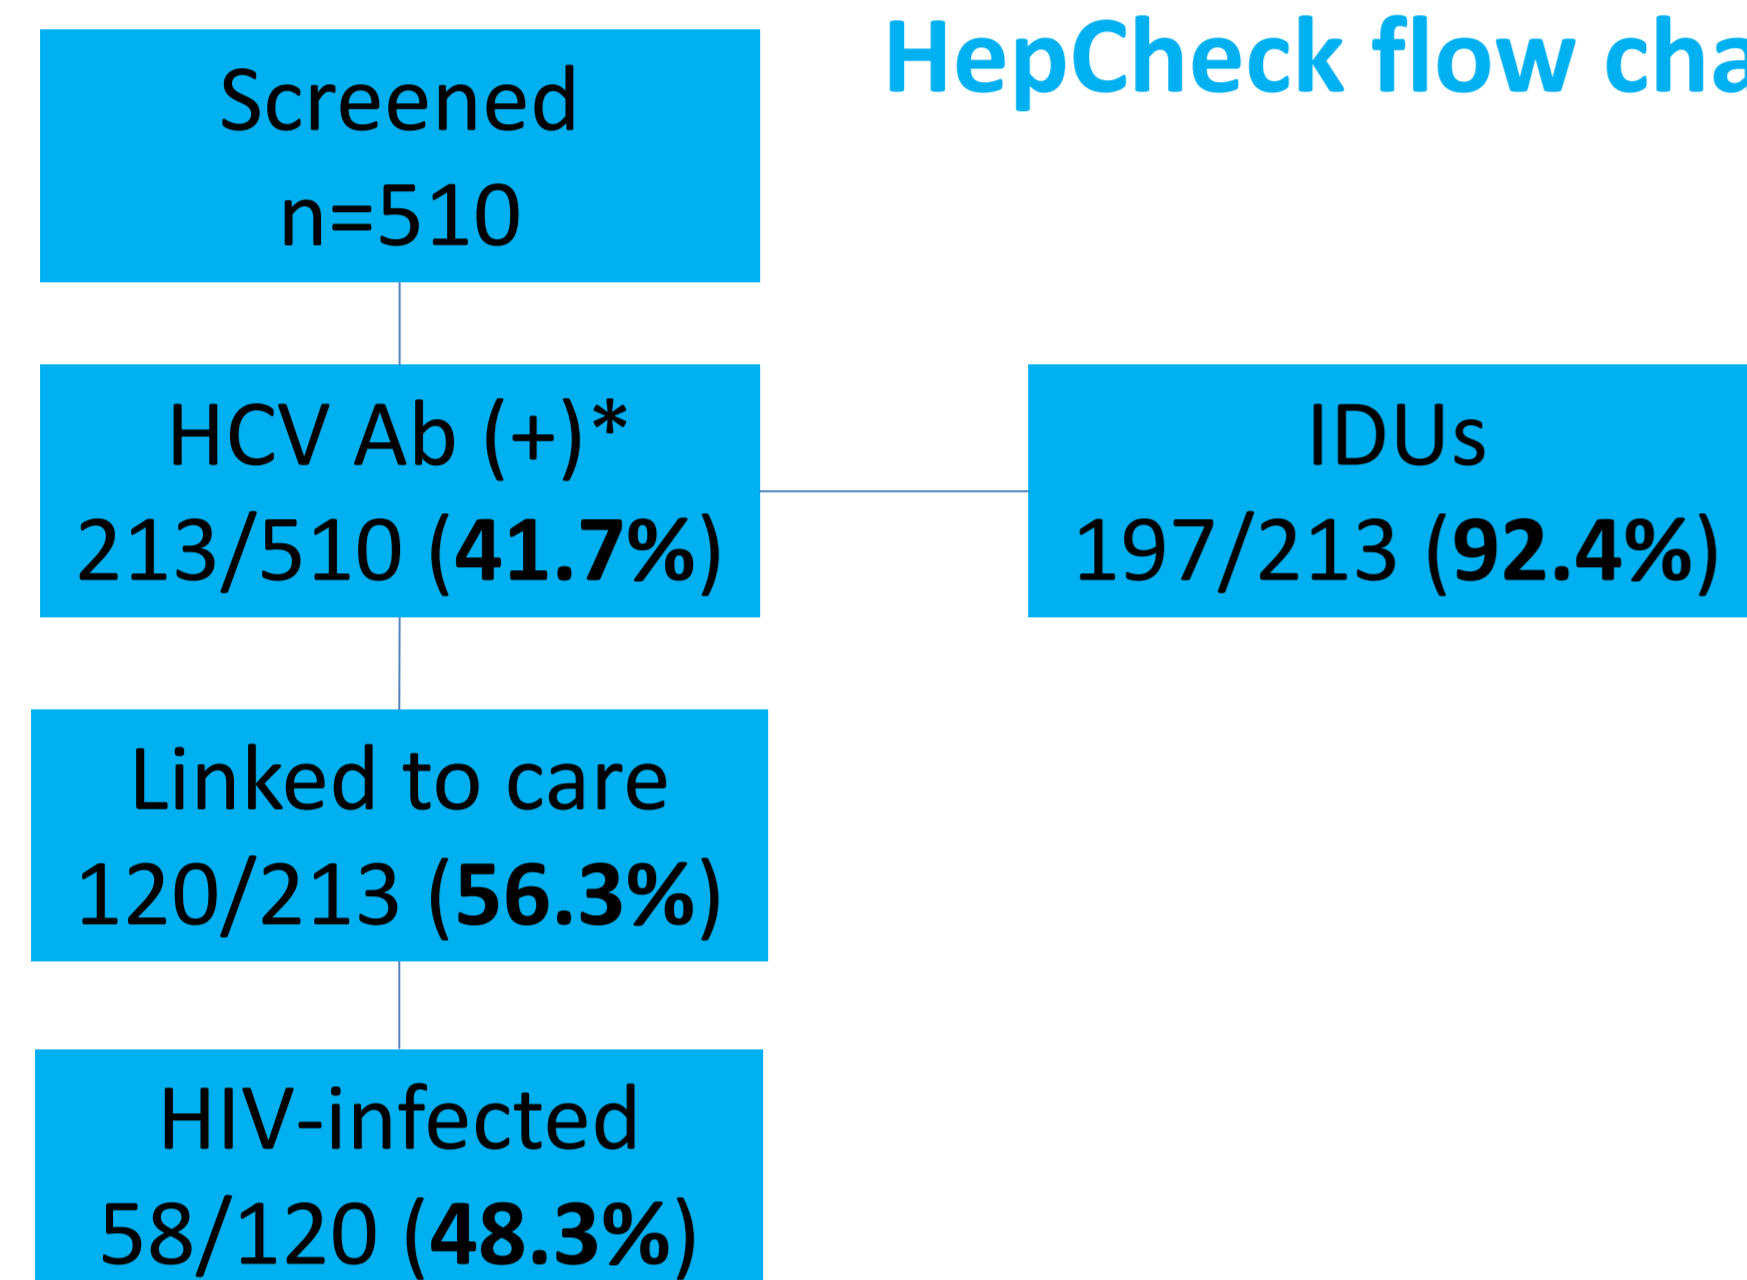 HepCheck flow cha
Screened
n=510
HCV Ab (+)*
213/510 (41.7%)
IDUs
197/213 (92.4%)
Linked to care
120/213 (56.3%)
HIV-infected
58/120 (48.3%)